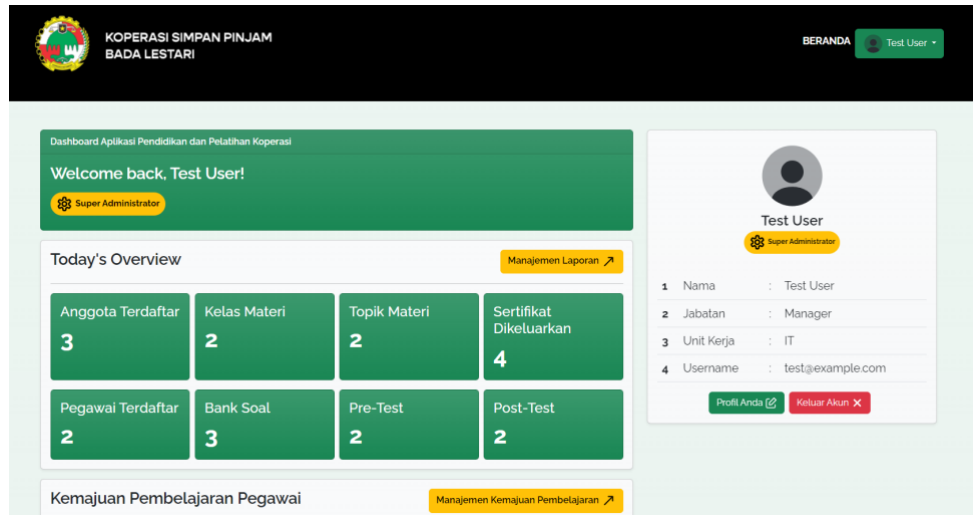 KOPERASI SIMPAN PINJAM
BADA LESTARI
BERANDA
Test User
Dashboard Aplikasi Pendidikan dan Pelatihan Koperasi
Welcome back, Test User!
Super Administrator
Today's Overview
Manajemen Laporan
Anggota Terdaftar
3
Kelas Materi
2
Topik Materi
2
Sertifikat
Dikeluarkan
4
Pegawai Terdaftar
2
Bank Soal
3
Pre-Test
2
Post-Test
2
Kemajuan Pembelajaran Pegawai
Manajemen Kemajuan Pembelajaran
Test User
Super Administrator
1 Nama : Test User
2 Jabatan : Manager
3 Unit Kerja : IT
4 Username : test@example.com
Profil Anda
Keluar Akun